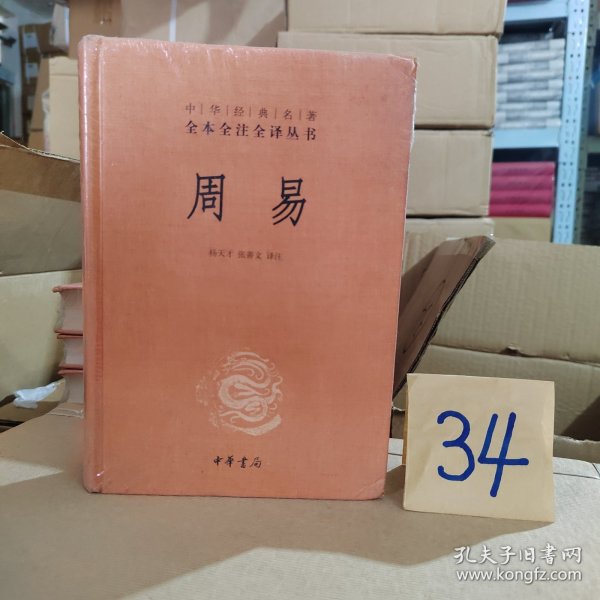 中|华|经|典|名|著
全本全注全译丛书
周易
杨天才 张善文 译注
中華書局
34
孔夫子旧书网
www.kongfz.com